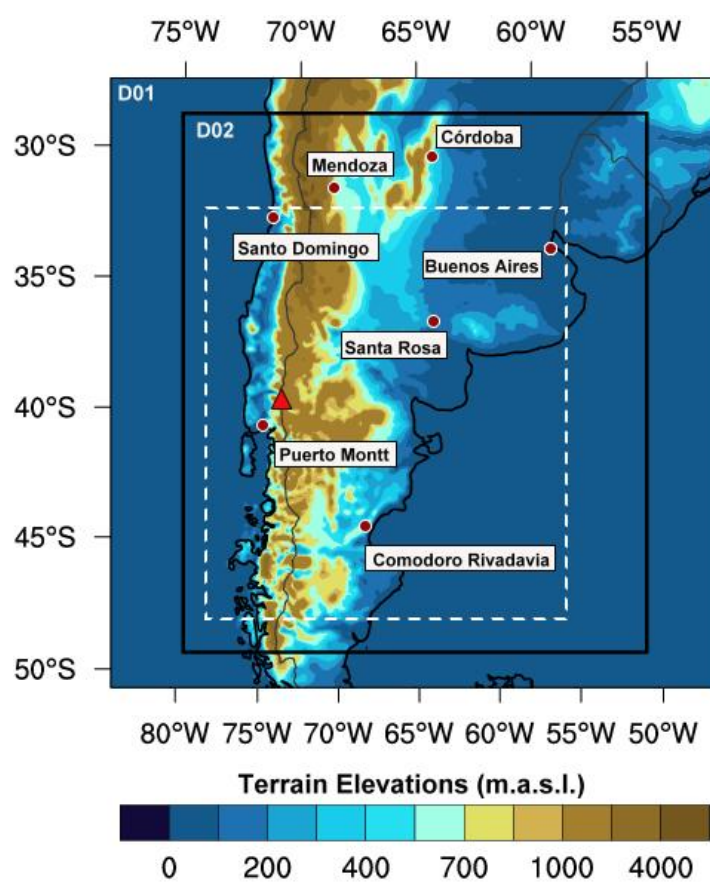 75°W 70°W 65°W 60°W 55°W
D01
D02
30°S
Córdoba
Mendoza
Santo Domingo
35°S
Buenos Aires
Santa Rosa
40°S
Puerto Montt
45°S
Comodoro Rivadavia
50°S
80°W 75°W 70°W 65°W 60°W 55°W 50°W
Terrain Elevations (m.a.s.l.)
0 200 400 700 1000 4000